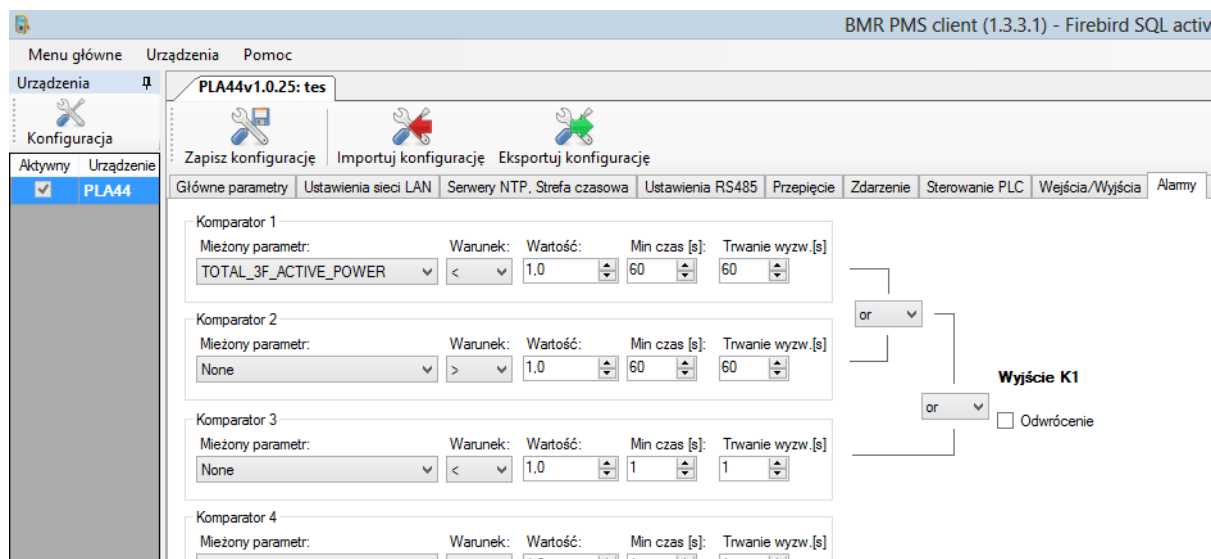 BMR PMS client (1.3.3.1) - Firebird SQL activ
Menu główne Urządzenia Pomoc
Urządzenia
PLA44v1.0.25: tes
Konfiguracja
Zapisz konfigurację Importuj konfigurację Eksportuj konfigurację
Aktywny Urządzenie
PLA44
Główne parametry Ustawienia sieci LAN Serwery NTP, Strefa czasowa Ustawienia RS485 Przepięcie Zdarzenie Sterowanie PLC Wejścia/Wyjścia Alarmy
Komparator 1
Mieżony parametr: Warunek: Wartość: Min czas [s]: Trwanie wyzw.[s]
TOTAL_3F_ACTIVE_POWER < 1,0 60 60
or
Komparator 2
Mieżony parametr: Warunek: Wartość: Min czas [s]: Trwanie wyzw.[s]
None > 1,0 60 60
Wyjście K1
or
Odwrócenie
Komparator 3
Mieżony parametr: Warunek: Wartość: Min czas [s]: Trwanie wyzw.[s]
None < 1,0 1 1
Komparator 4
Mieżony parametr: Warunek: Wartość: Min czas [s]: Trwanie wyzw.[s]